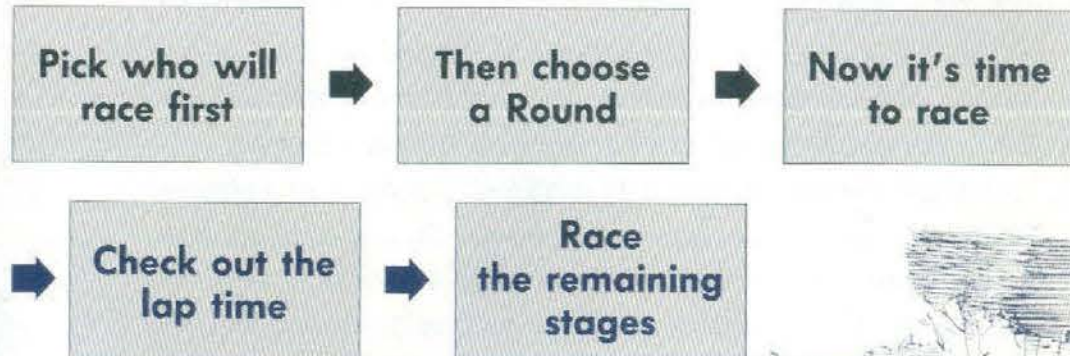 Pick who will
race first
Then choose
a Round
Now it's time
to race
Check out the
lap time
Race
the remaining
stages